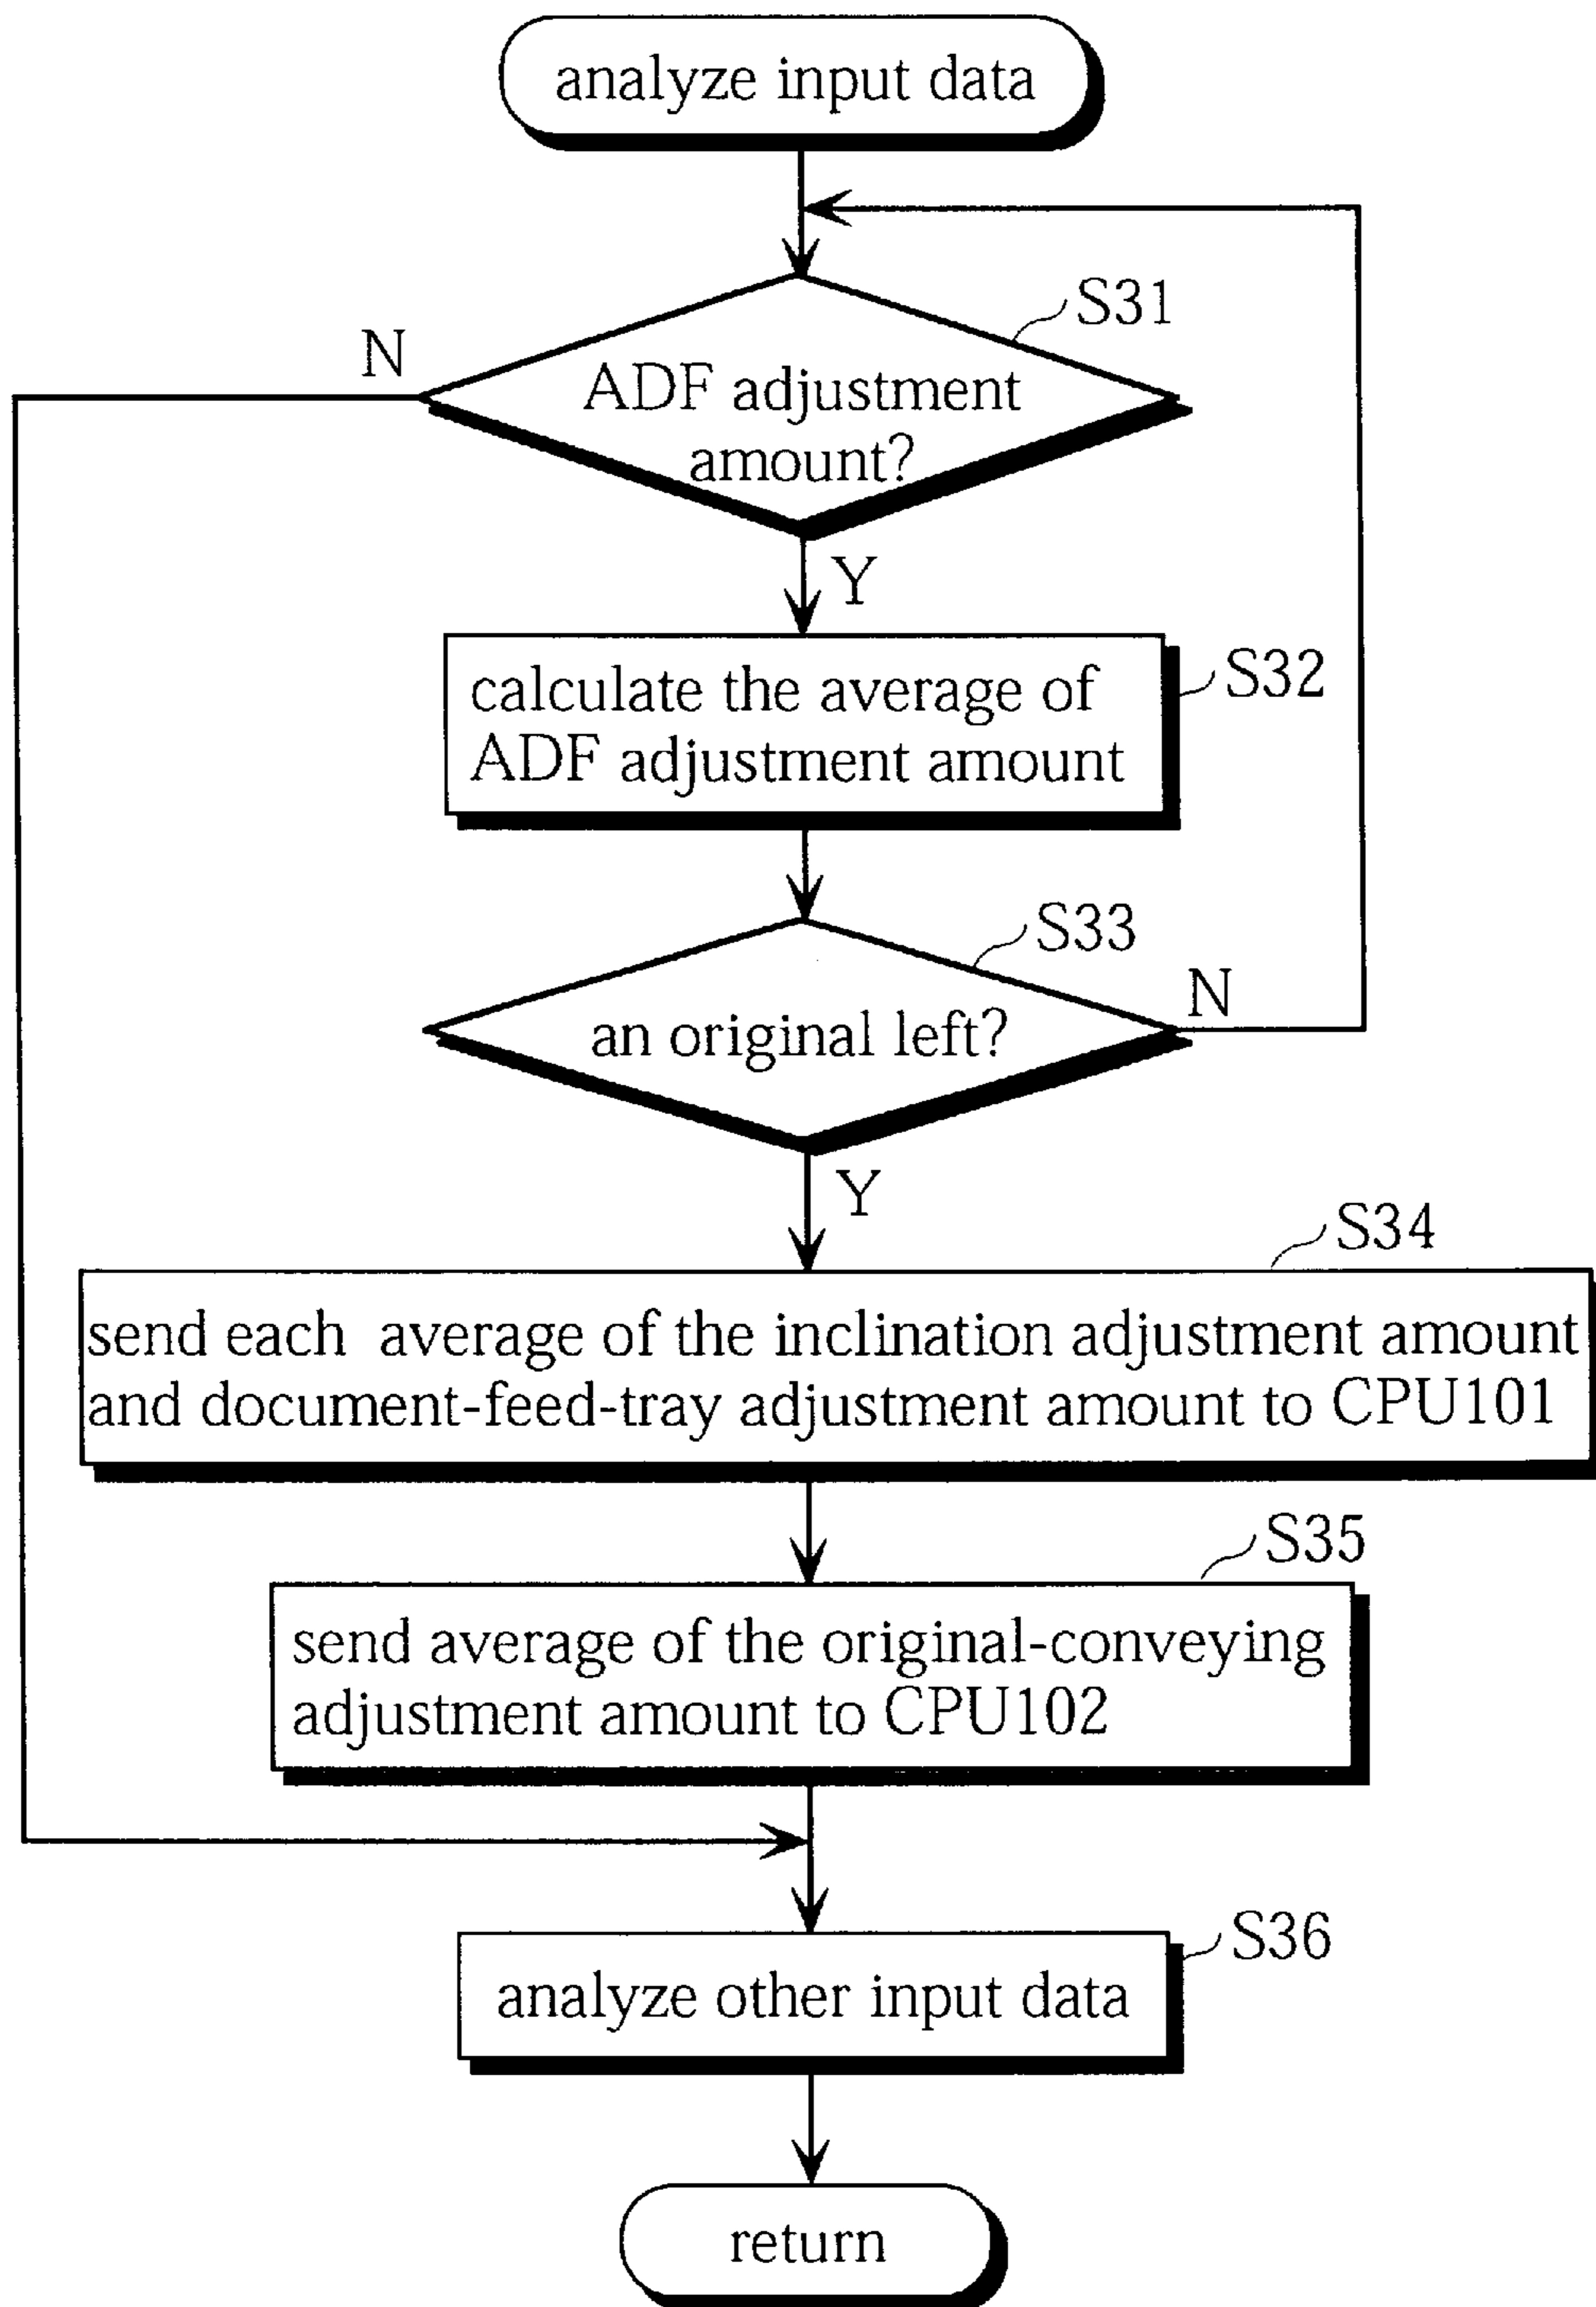 analyze input data
S31
N
ADF adjustment
amount?
Y
calculate the average of
ADF adjustment amount
S32
S33
N
an original left?
Y
S34
send each average of the inclination adjustment amount
and document-feed-tray adjustment amount to CPU101
S35
send average of the original-conveying
adjustment amount to CPU102
S36
analyze other input data
return